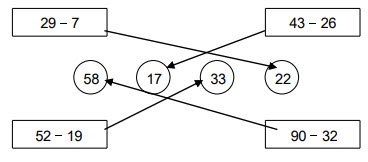 29 – 7 43 – 26
58 17 33 22
52 – 19 90 – 32